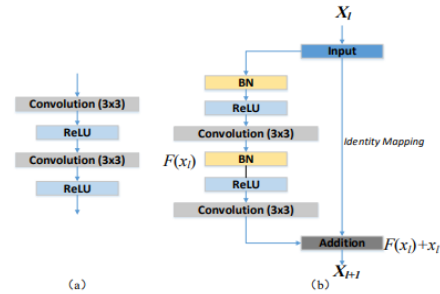 Convolution (3x3)
ReLU
Convolution (3x3)
ReLU
(a)
X_l
Input
BN
ReLU
Convolution (3x3)
F(x_l)
BN
ReLU
Convolution (3x3)
Identity Mapping
Addition
F(x_l)+x_l
X_{l+1}
(b)